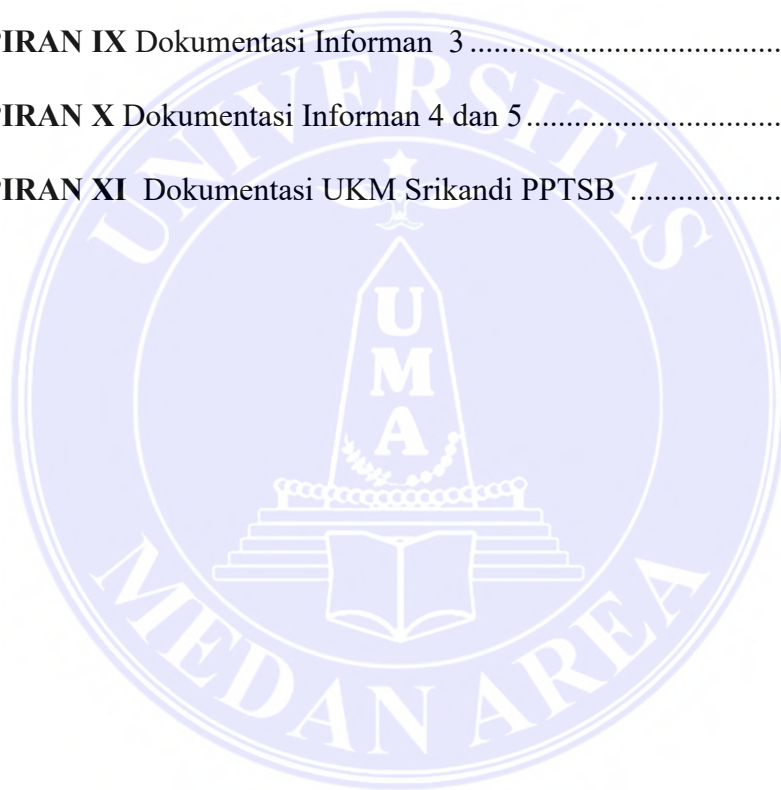 PIRAN IX Dokumentasi Informan 3 ........................................
PIRAN X Dokumentasi Informan 4 dan 5 ................................
PIRAN XI Dokumentasi UKM Srikandi PPTSB ...................
UNIVERSITAS
UMA
MEDAN AREA